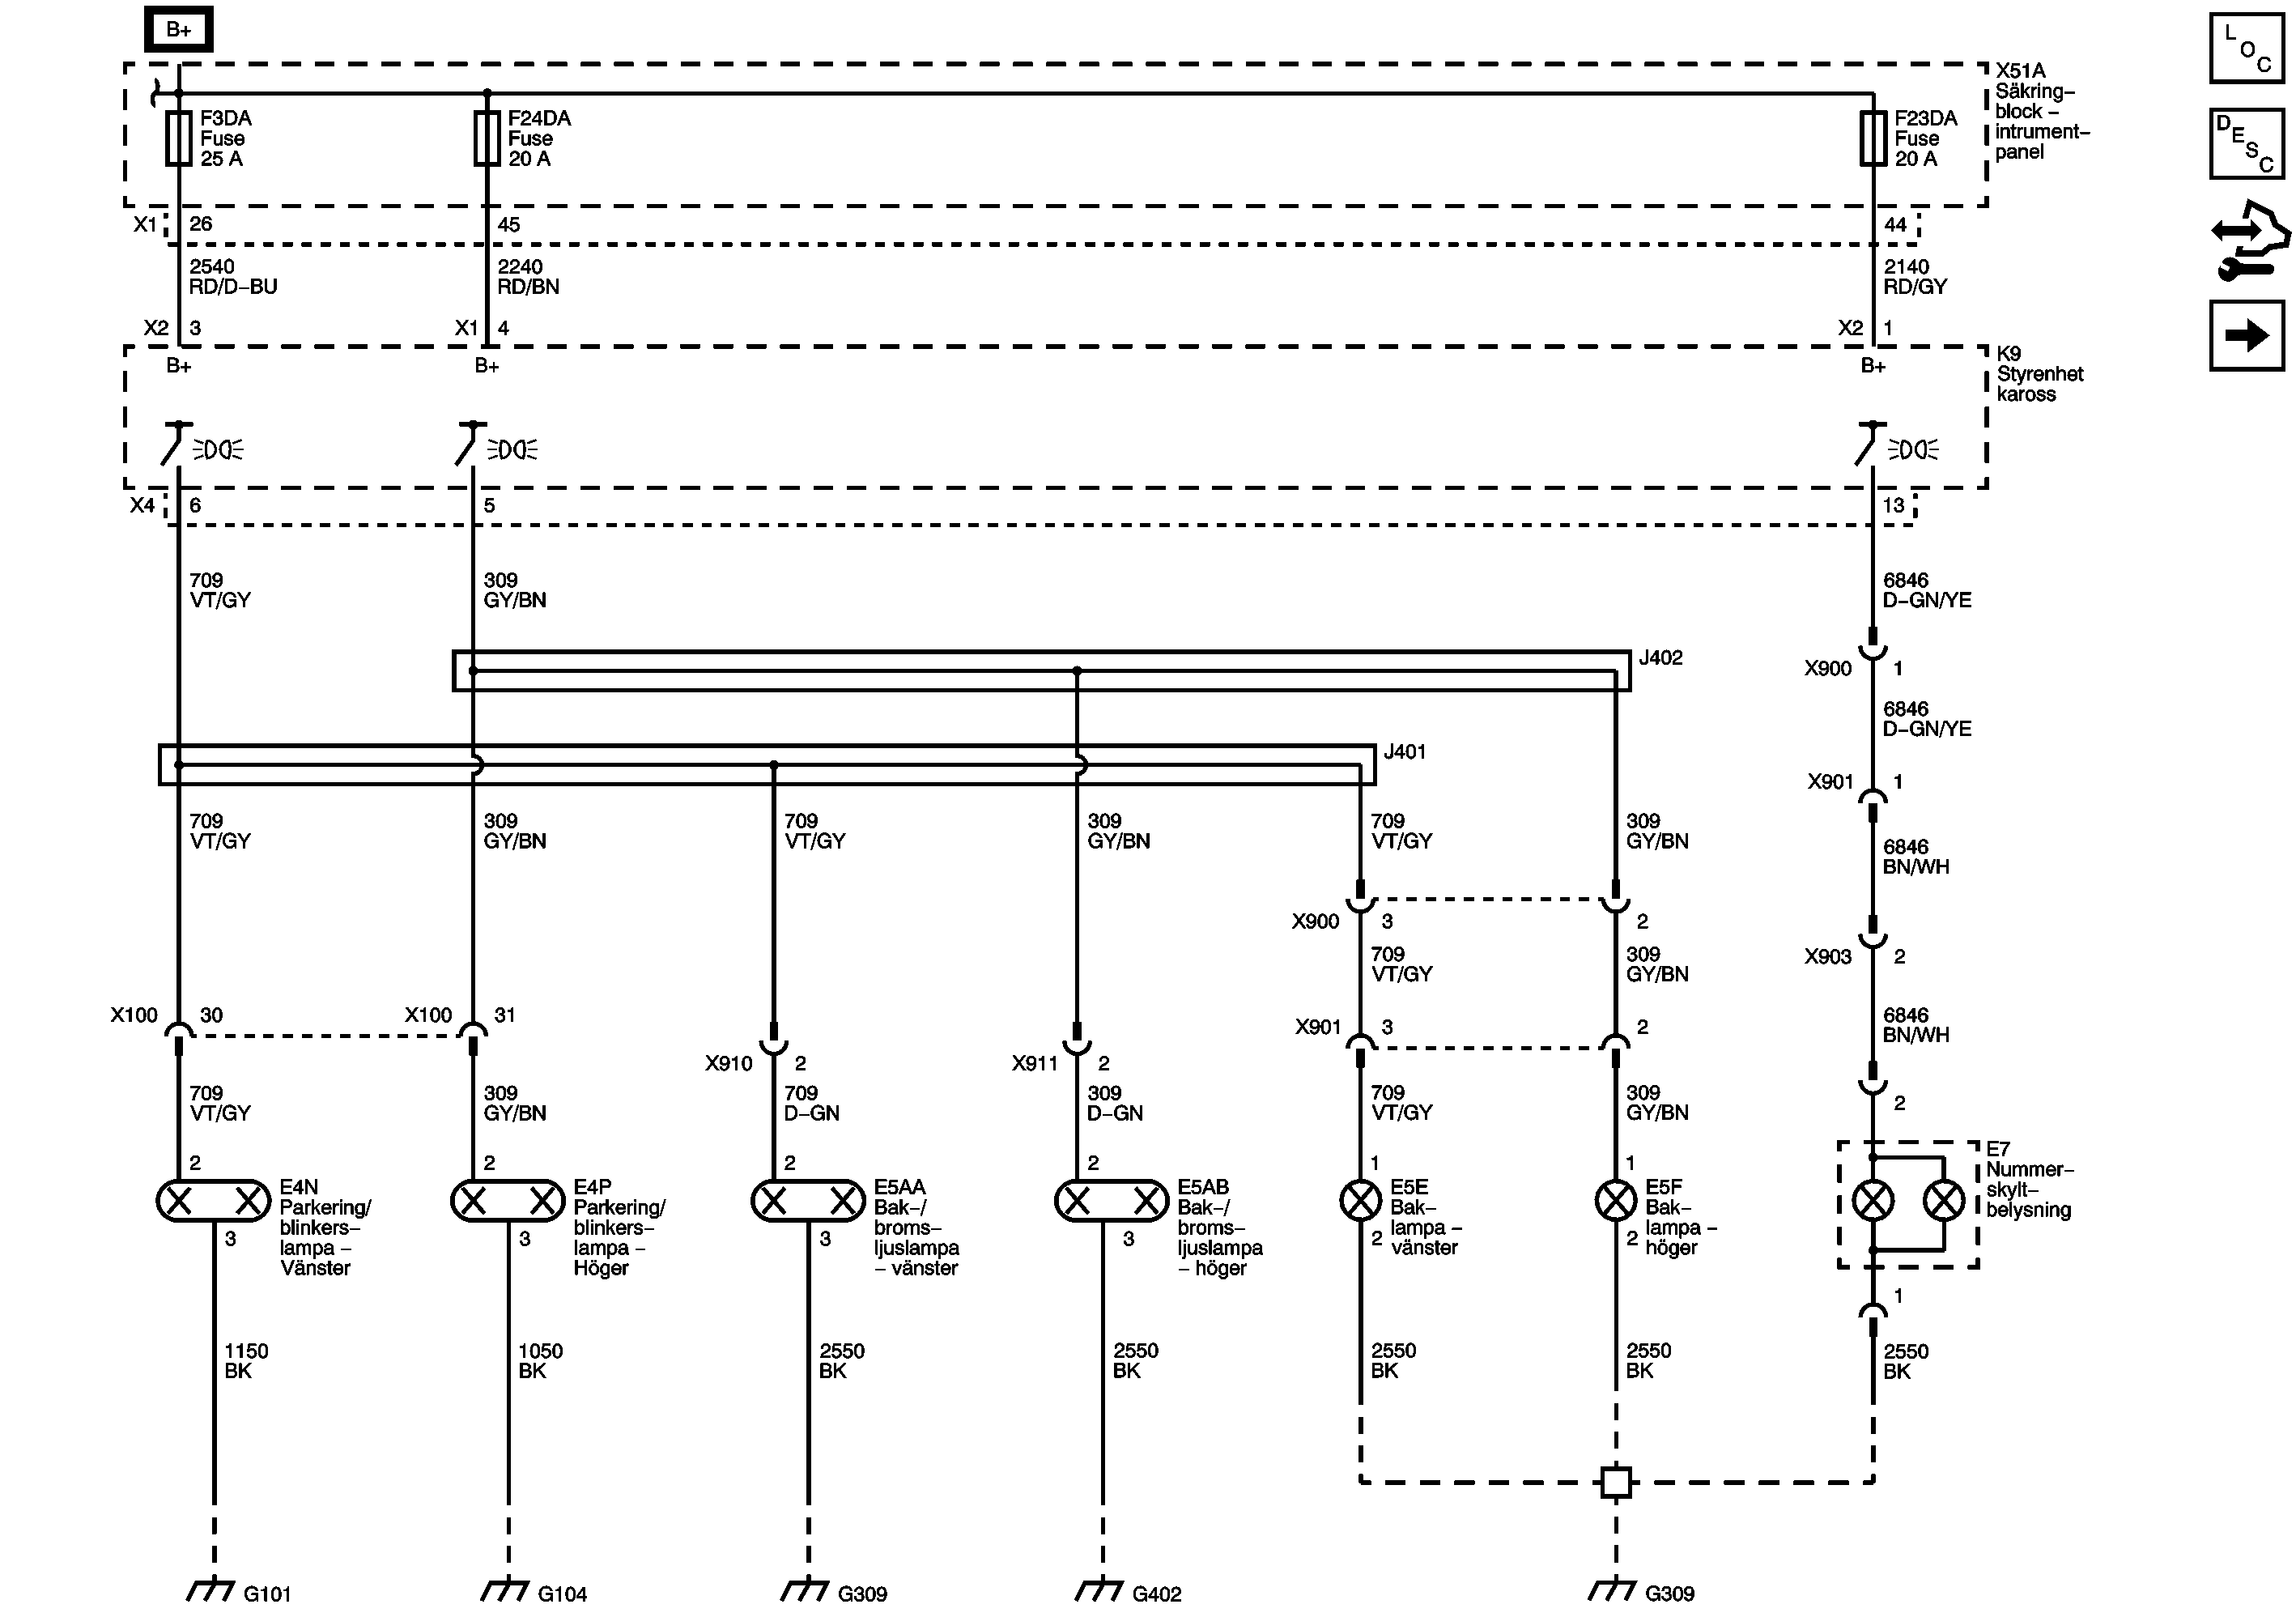 B+
L
O
C
X51A
Säkring–
block –
intrument–
panel
F3DA
Fuse
25 A
F24DA
Fuse
20 A
F23DA
Fuse
20 A
D
E
S
C
X1 26
45
44
2540
RD/D–BU
2240
RD/BN
2140
RD/GY
X2 3
X1 4
X2 1
B+
B+
B+
K9
Styrenhet
kaross
X4 6
5
13
709
VT/GY
309
GY/BN
6846
D–GN/YE
J402
X900 1
6846
D–GN/YE
J401
X901 1
709
VT/GY
309
GY/BN
709
VT/GY
309
GY/BN
709
VT/GY
309
GY/BN
6846
BN/WH
X900 3
2
709
VT/GY
309
GY/BN
X903 2
X100 30
X100 31
X901 3
2
6846
BN/WH
X910 2
X911 2
709
VT/GY
309
GY/BN
709
D–GN
309
D–GN
709
VT/GY
309
GY/BN
2
2
2
2
2
1
1
E4N
Parkering/
blinkers–
lampa –
Vänster
3
E4P
Parkering/
blinkers–
lampa –
Höger
3
E5AA
Bak–/
broms–
ljuslampa
– vänster
3
E5AB
Bak–/
broms–
ljuslampa
– höger
3
E5E
Bak–
lampa –
vänster
2
E5F
Bak–
lampa –
höger
2
E7
Nummer–
skylt–
belysning
1
1150
BK
1050
BK
2550
BK
2550
BK
2550
BK
2550
BK
2550
BK
G101
G104
G309
G402
G309